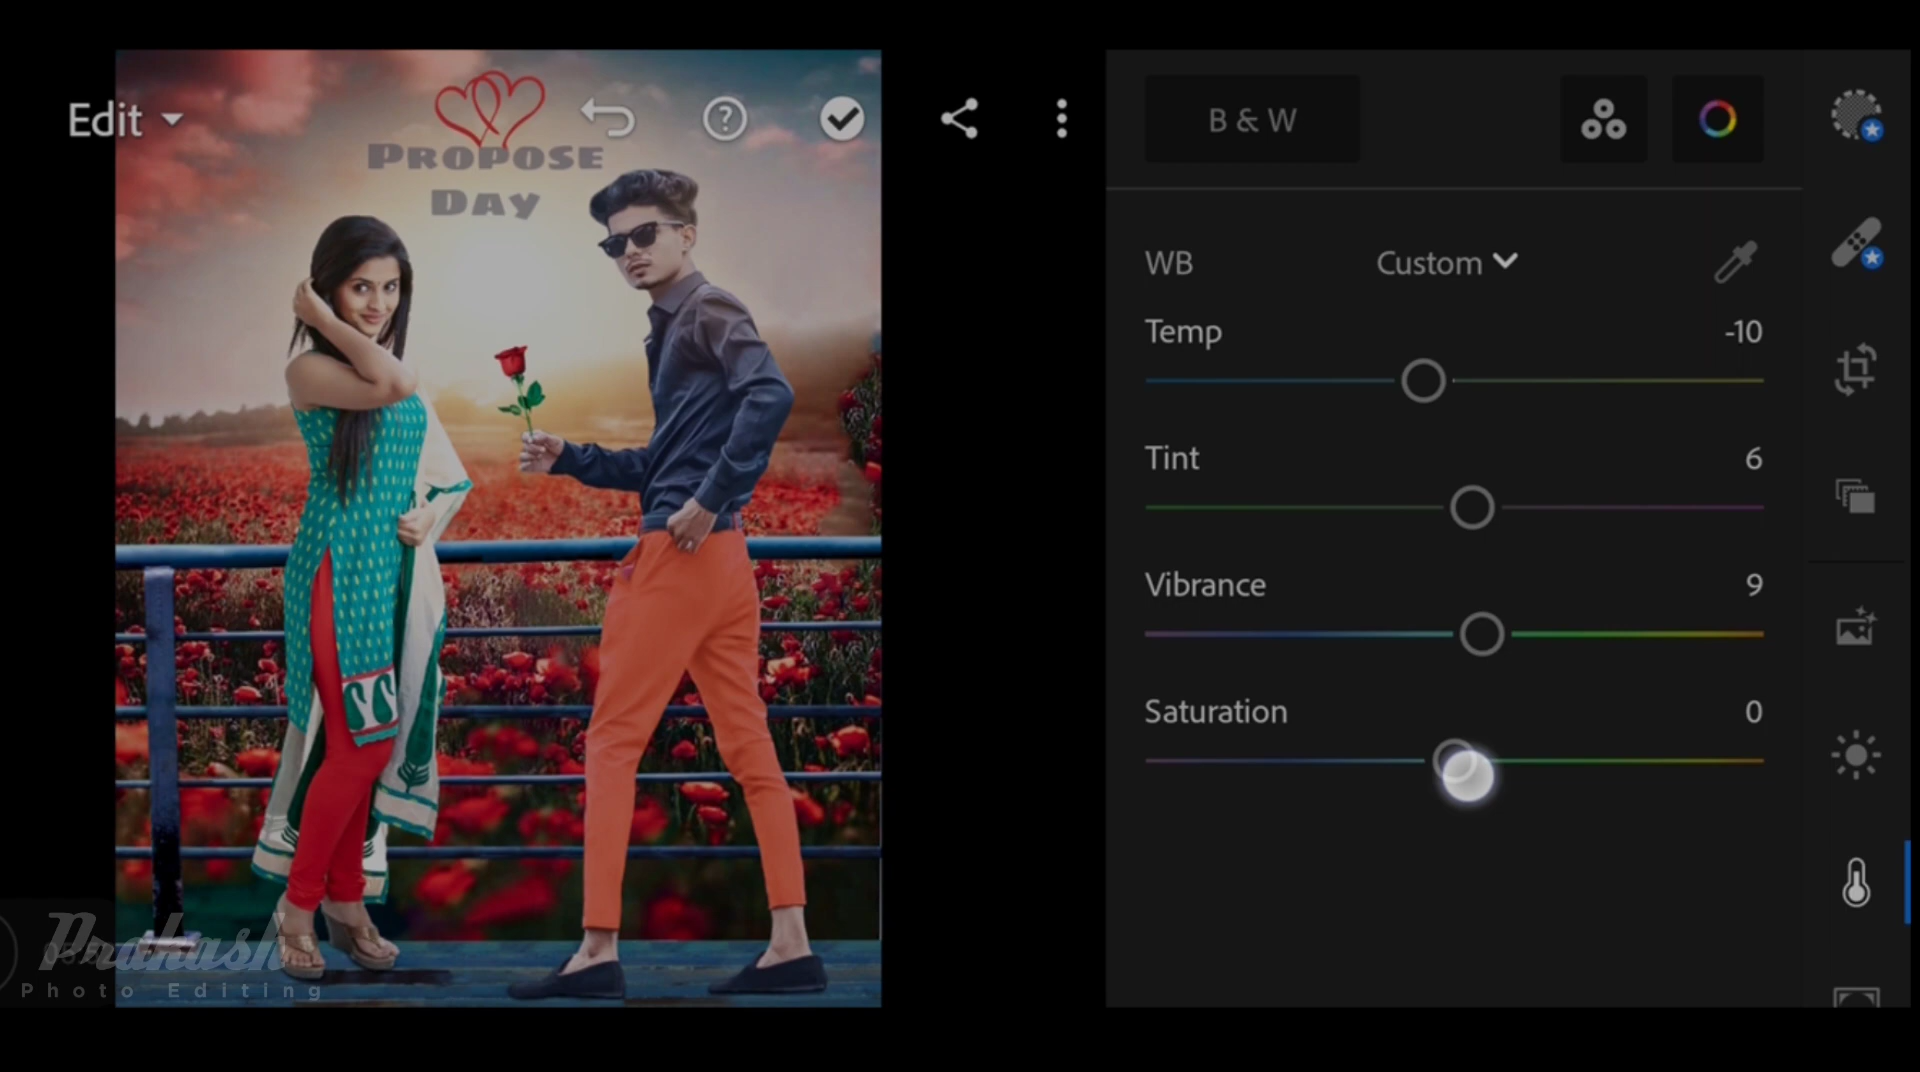 Edit
Propose
Day
B & W
WB
Custom
Temp
-10
Tint
6
Vibrance
9
Saturation
0
Prakash
Photo Editing